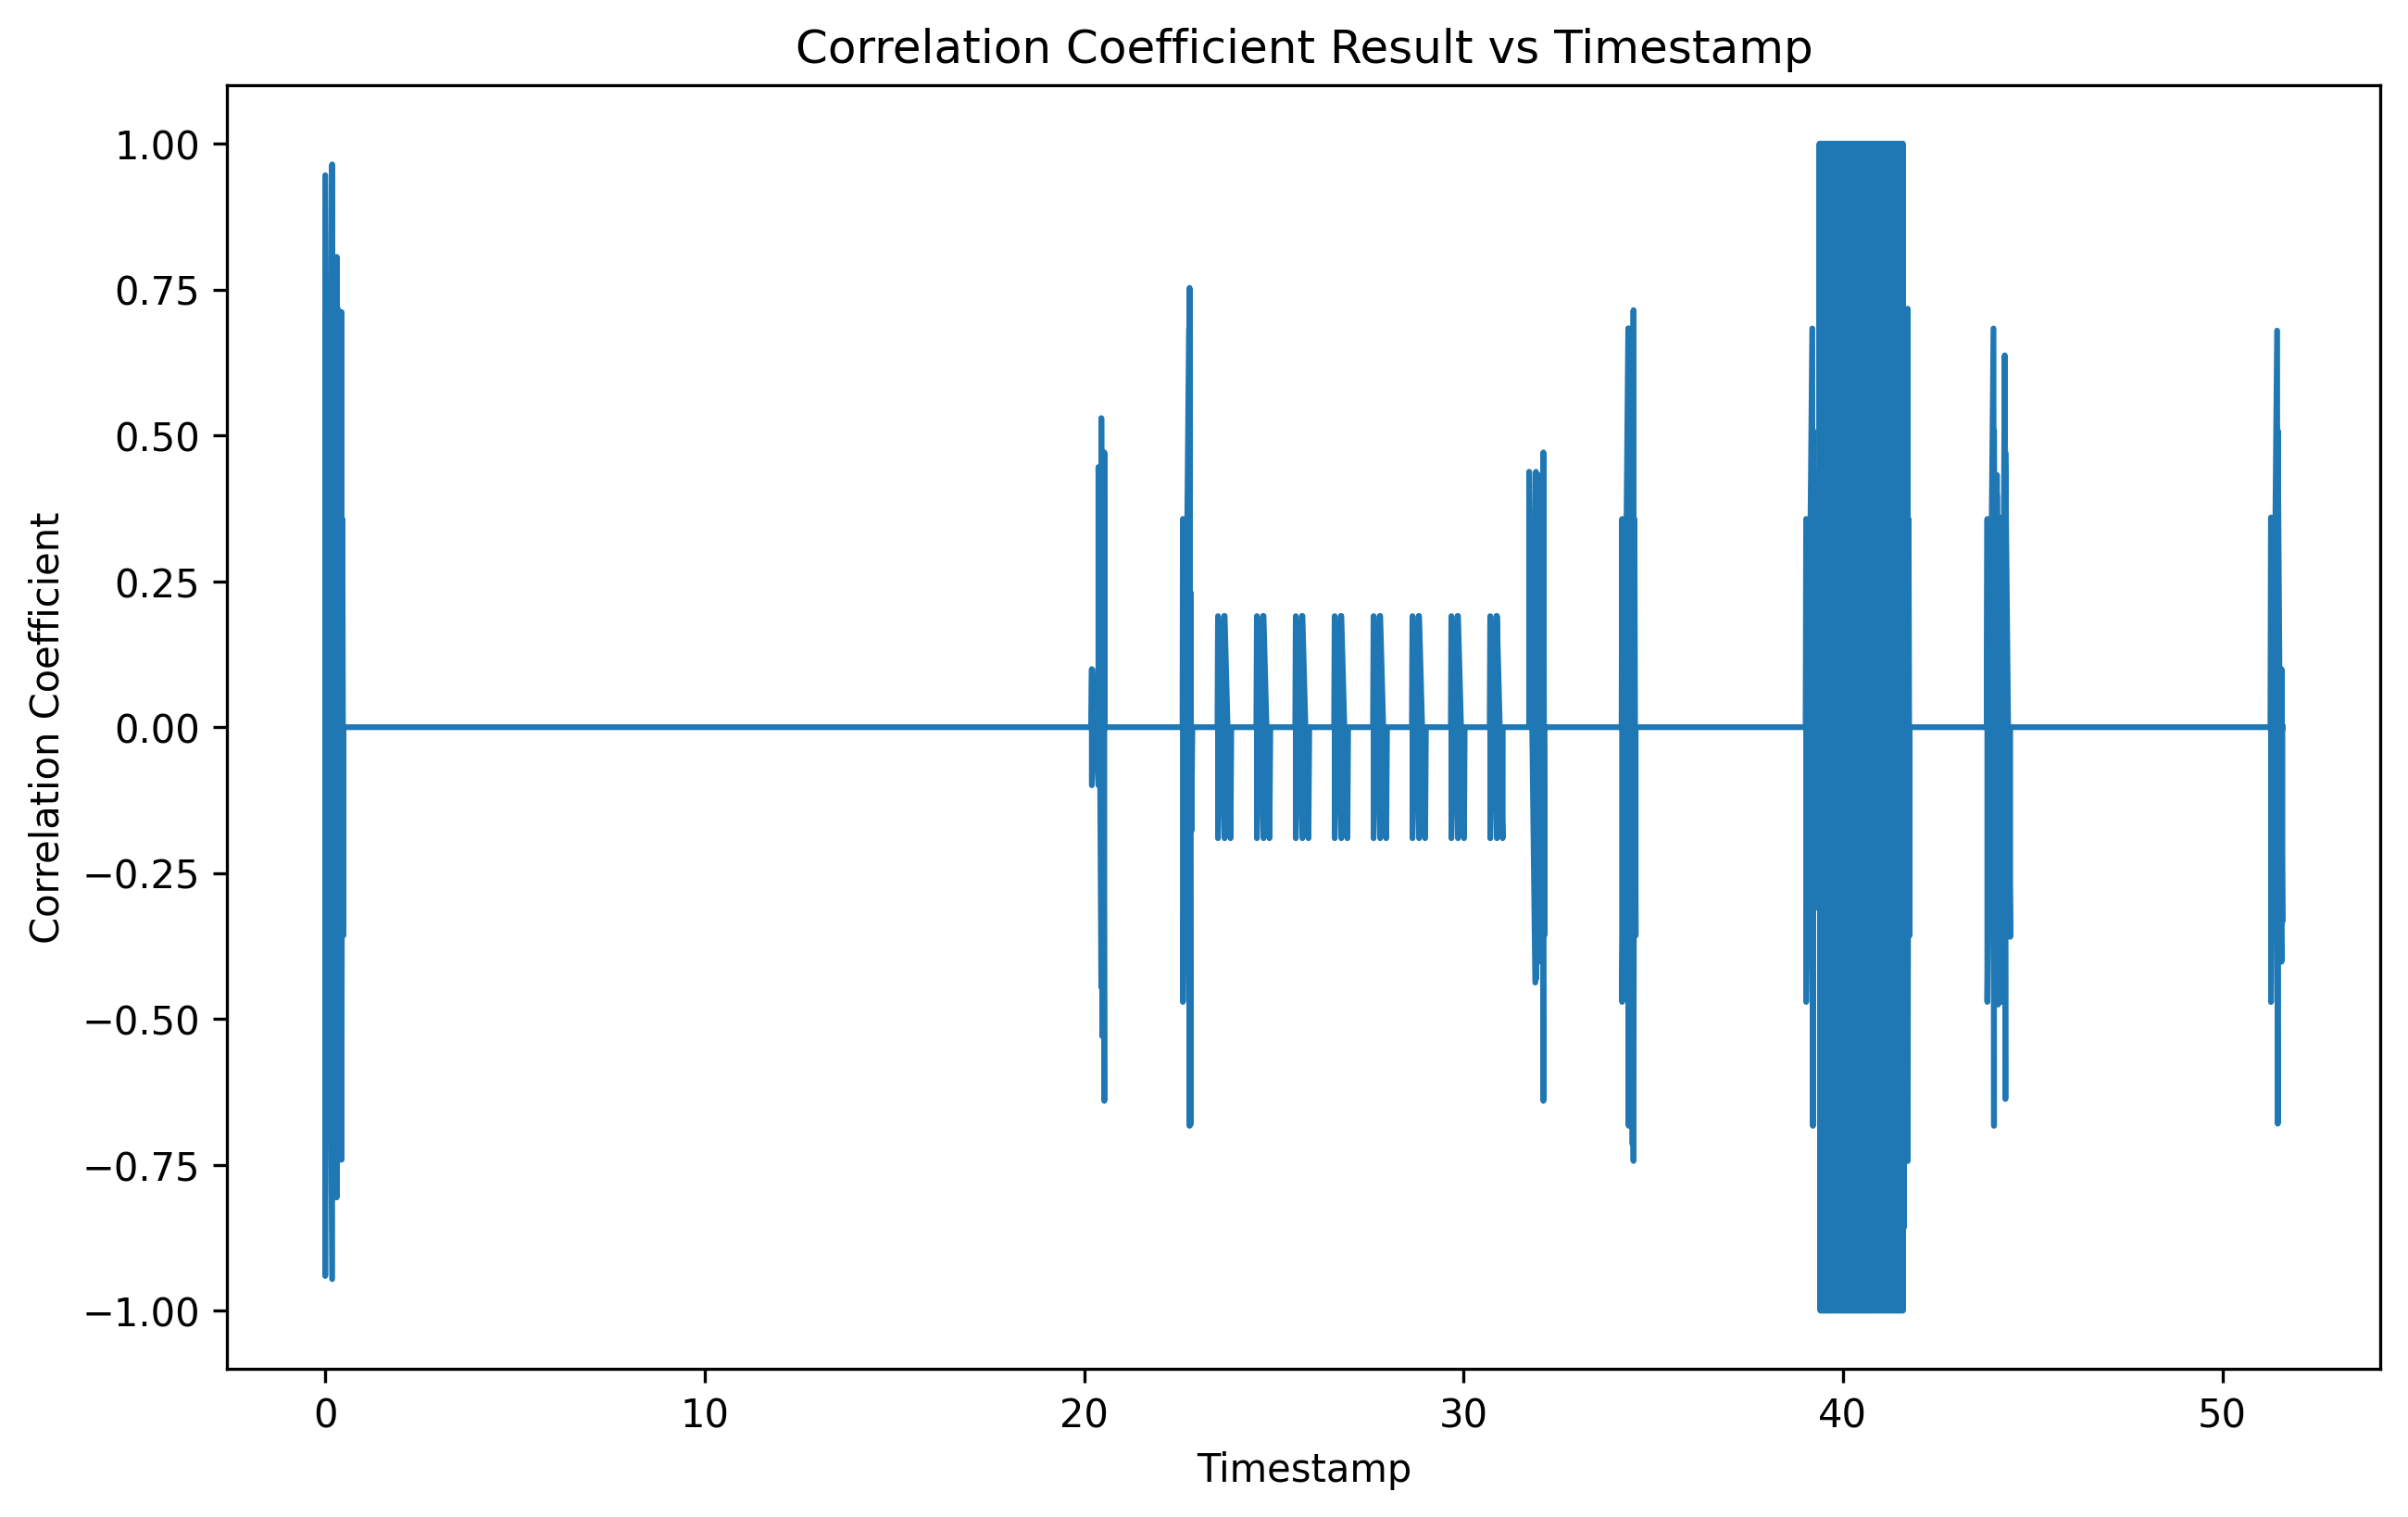 Correlation Coefficient Result vs Timestamp
Correlation Coefficient
1.00
0.75
0.50
0.25
0.00
−0.25
−0.50
−0.75
−1.00
0 10 20 30 40 50
Timestamp